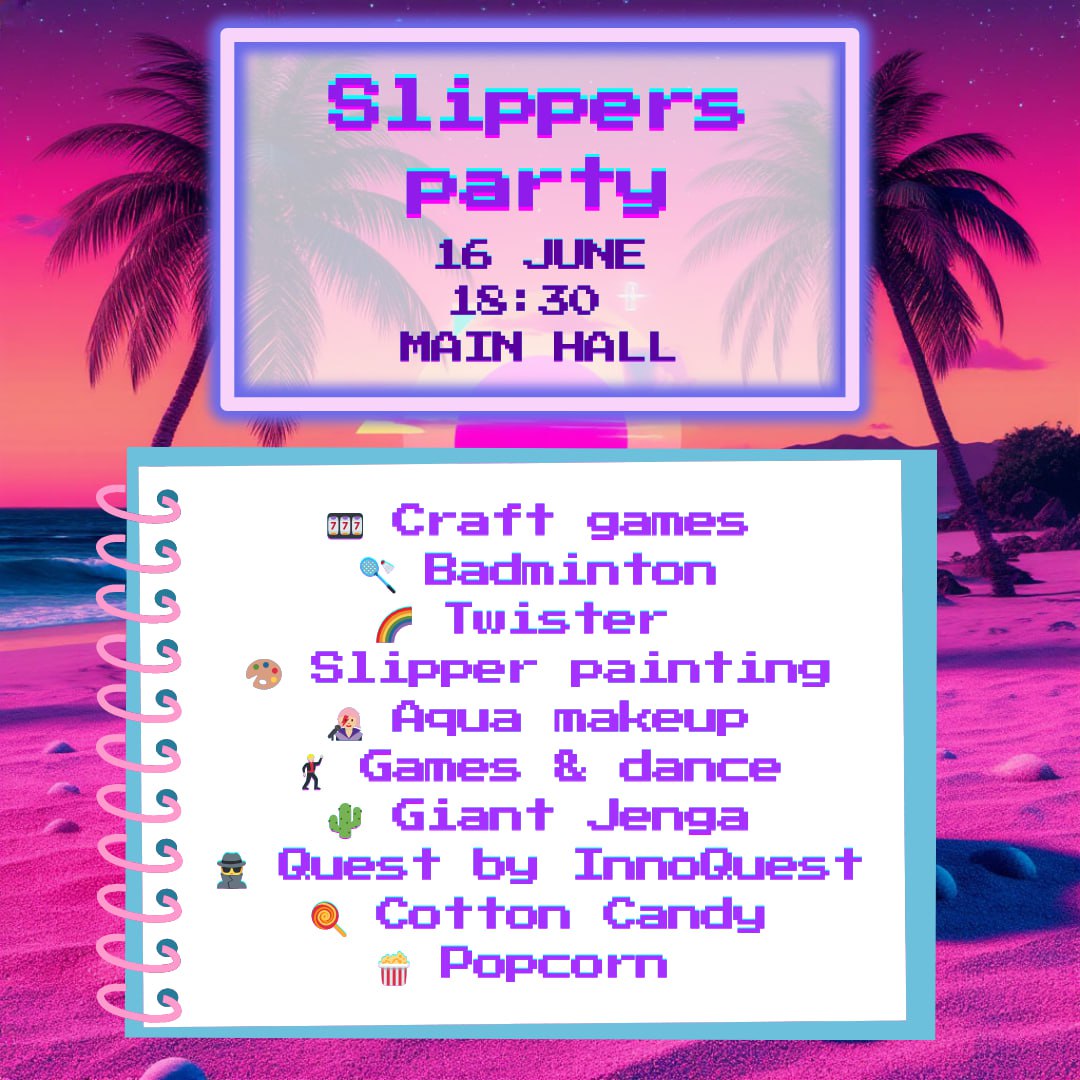 Slippers
party
16 JUNE
18:30
MAIN HALL
🎰 Craft games
🏸 Badminton
🌈 Twister
🎨 Slipper painting
👩‍🎤 Aqua makeup
🕺 Games & dance
🌵 Giant Jenga
🕵️ Quest by InnoQuest
🍭 Cotton Candy
🍿 Popcorn